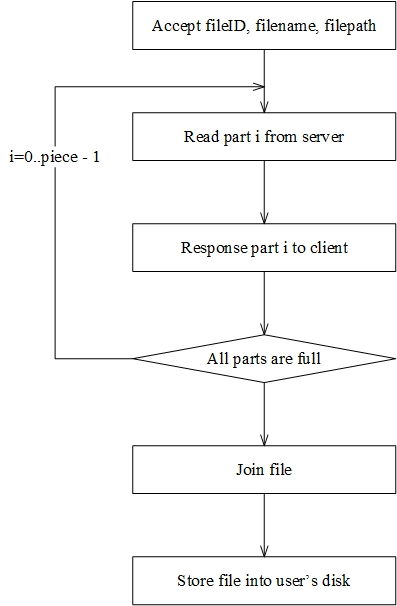 Accept fileID, filename, filepath
i=0..piece - 1
Read part i from server
Response part i to client
All parts are full
Join file
Store file into user’s disk